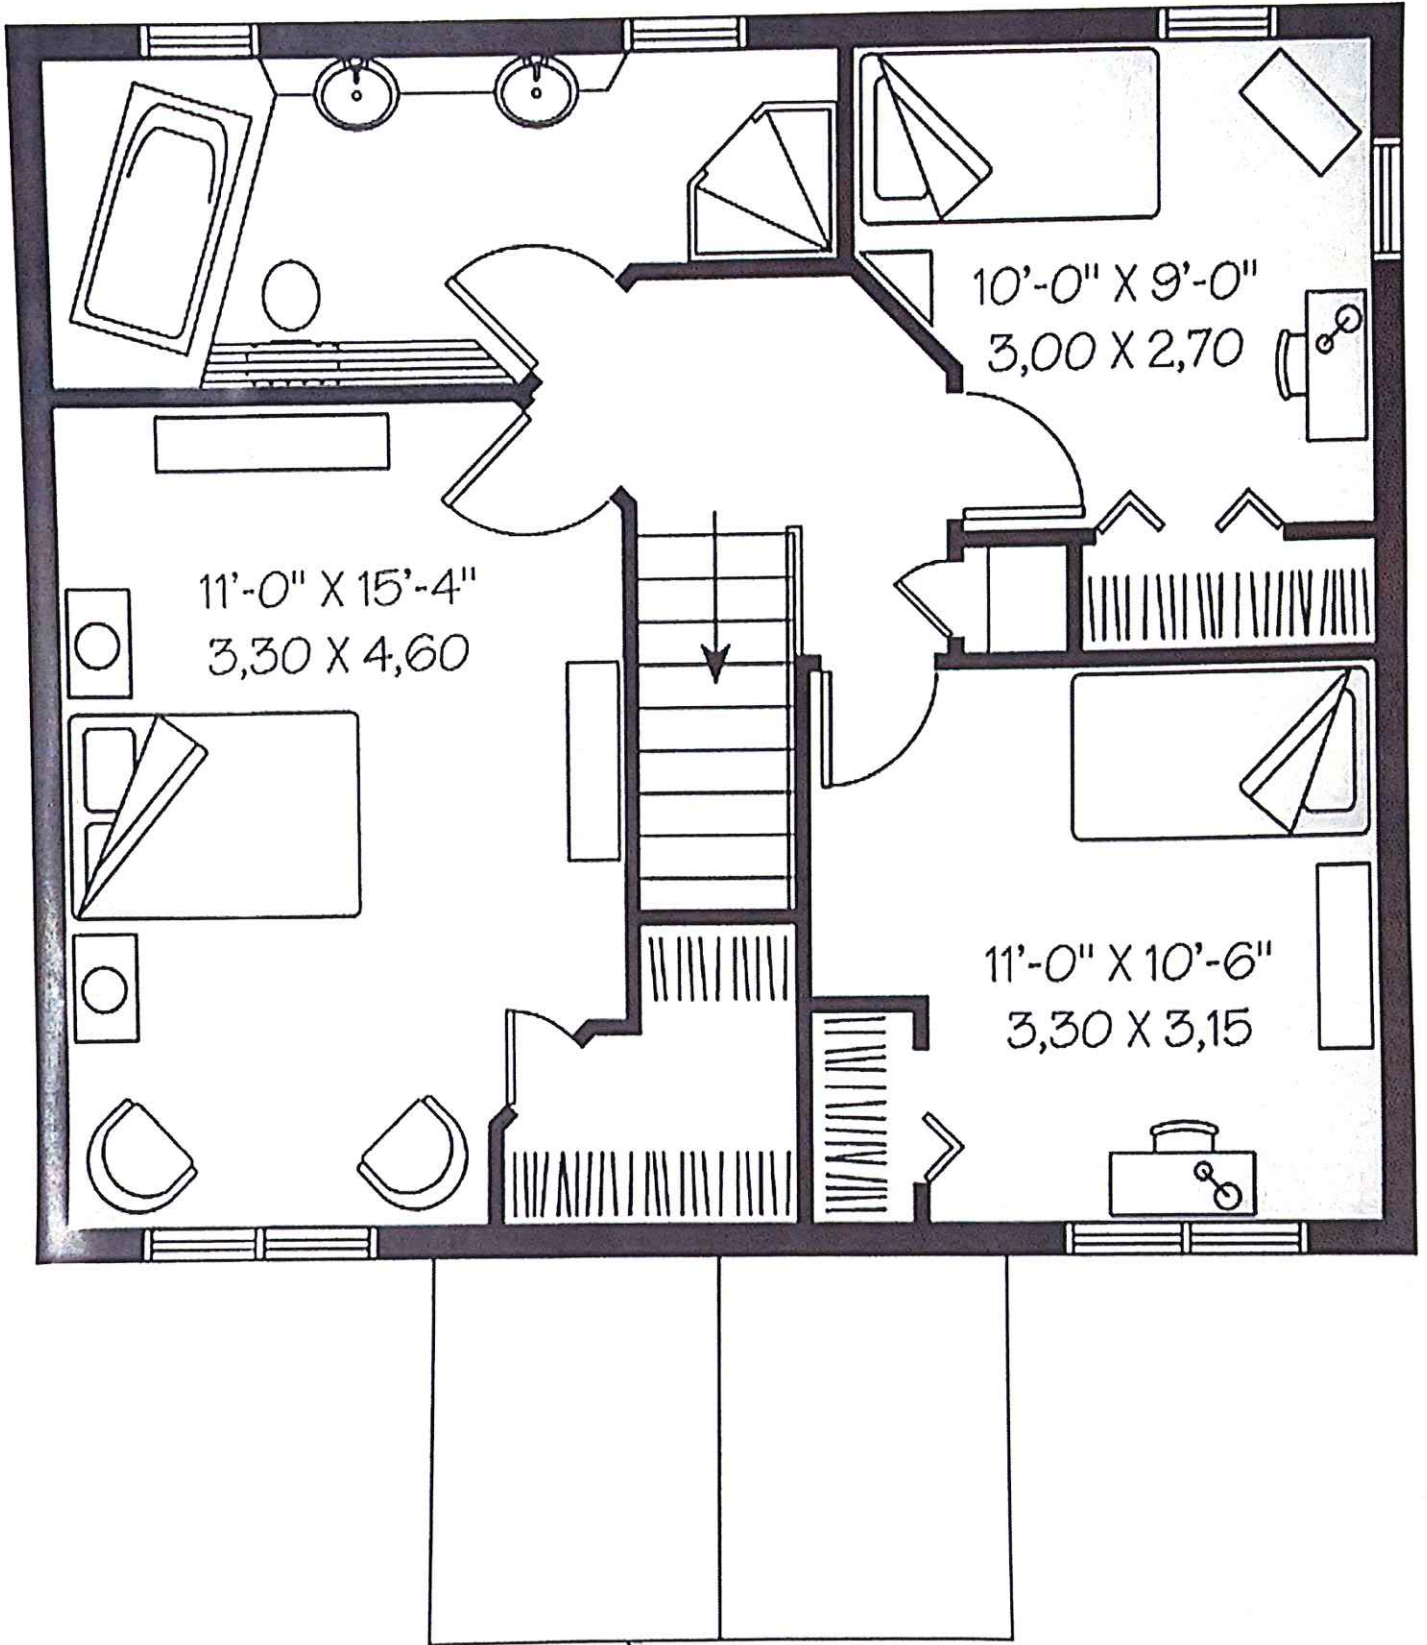 10'-0" X 9'-0"
3,00 X 2,70
11'-0" X 15'-4"
3,30 X 4,60
11'-0" X 10'-6"
3,30 X 3,15